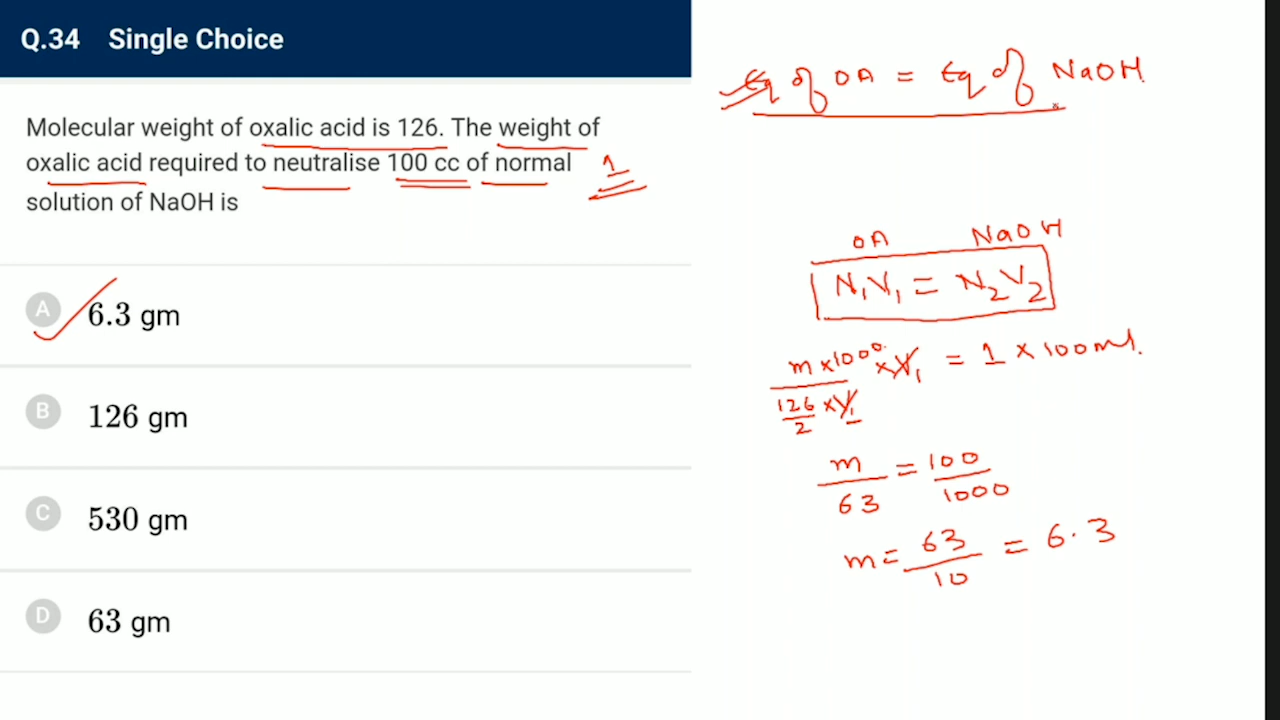 Q.34 Single Choice
Molecular weight of oxalic acid is 126. The weight of
oxalic acid required to neutralise 100 cc of normal
solution of NaOH is
1
A 6.3 gm
B 126 gm
C 530 gm
D 63 gm
Eq of OA = Eq of NaOH
OA NaOH
N₁V₁ = N₂V₂
m×1000 / 126/2 × V₁ × V₁ = 1 × 100 ml.
m/63 = 100/1000
m = 63/10 = 6.3